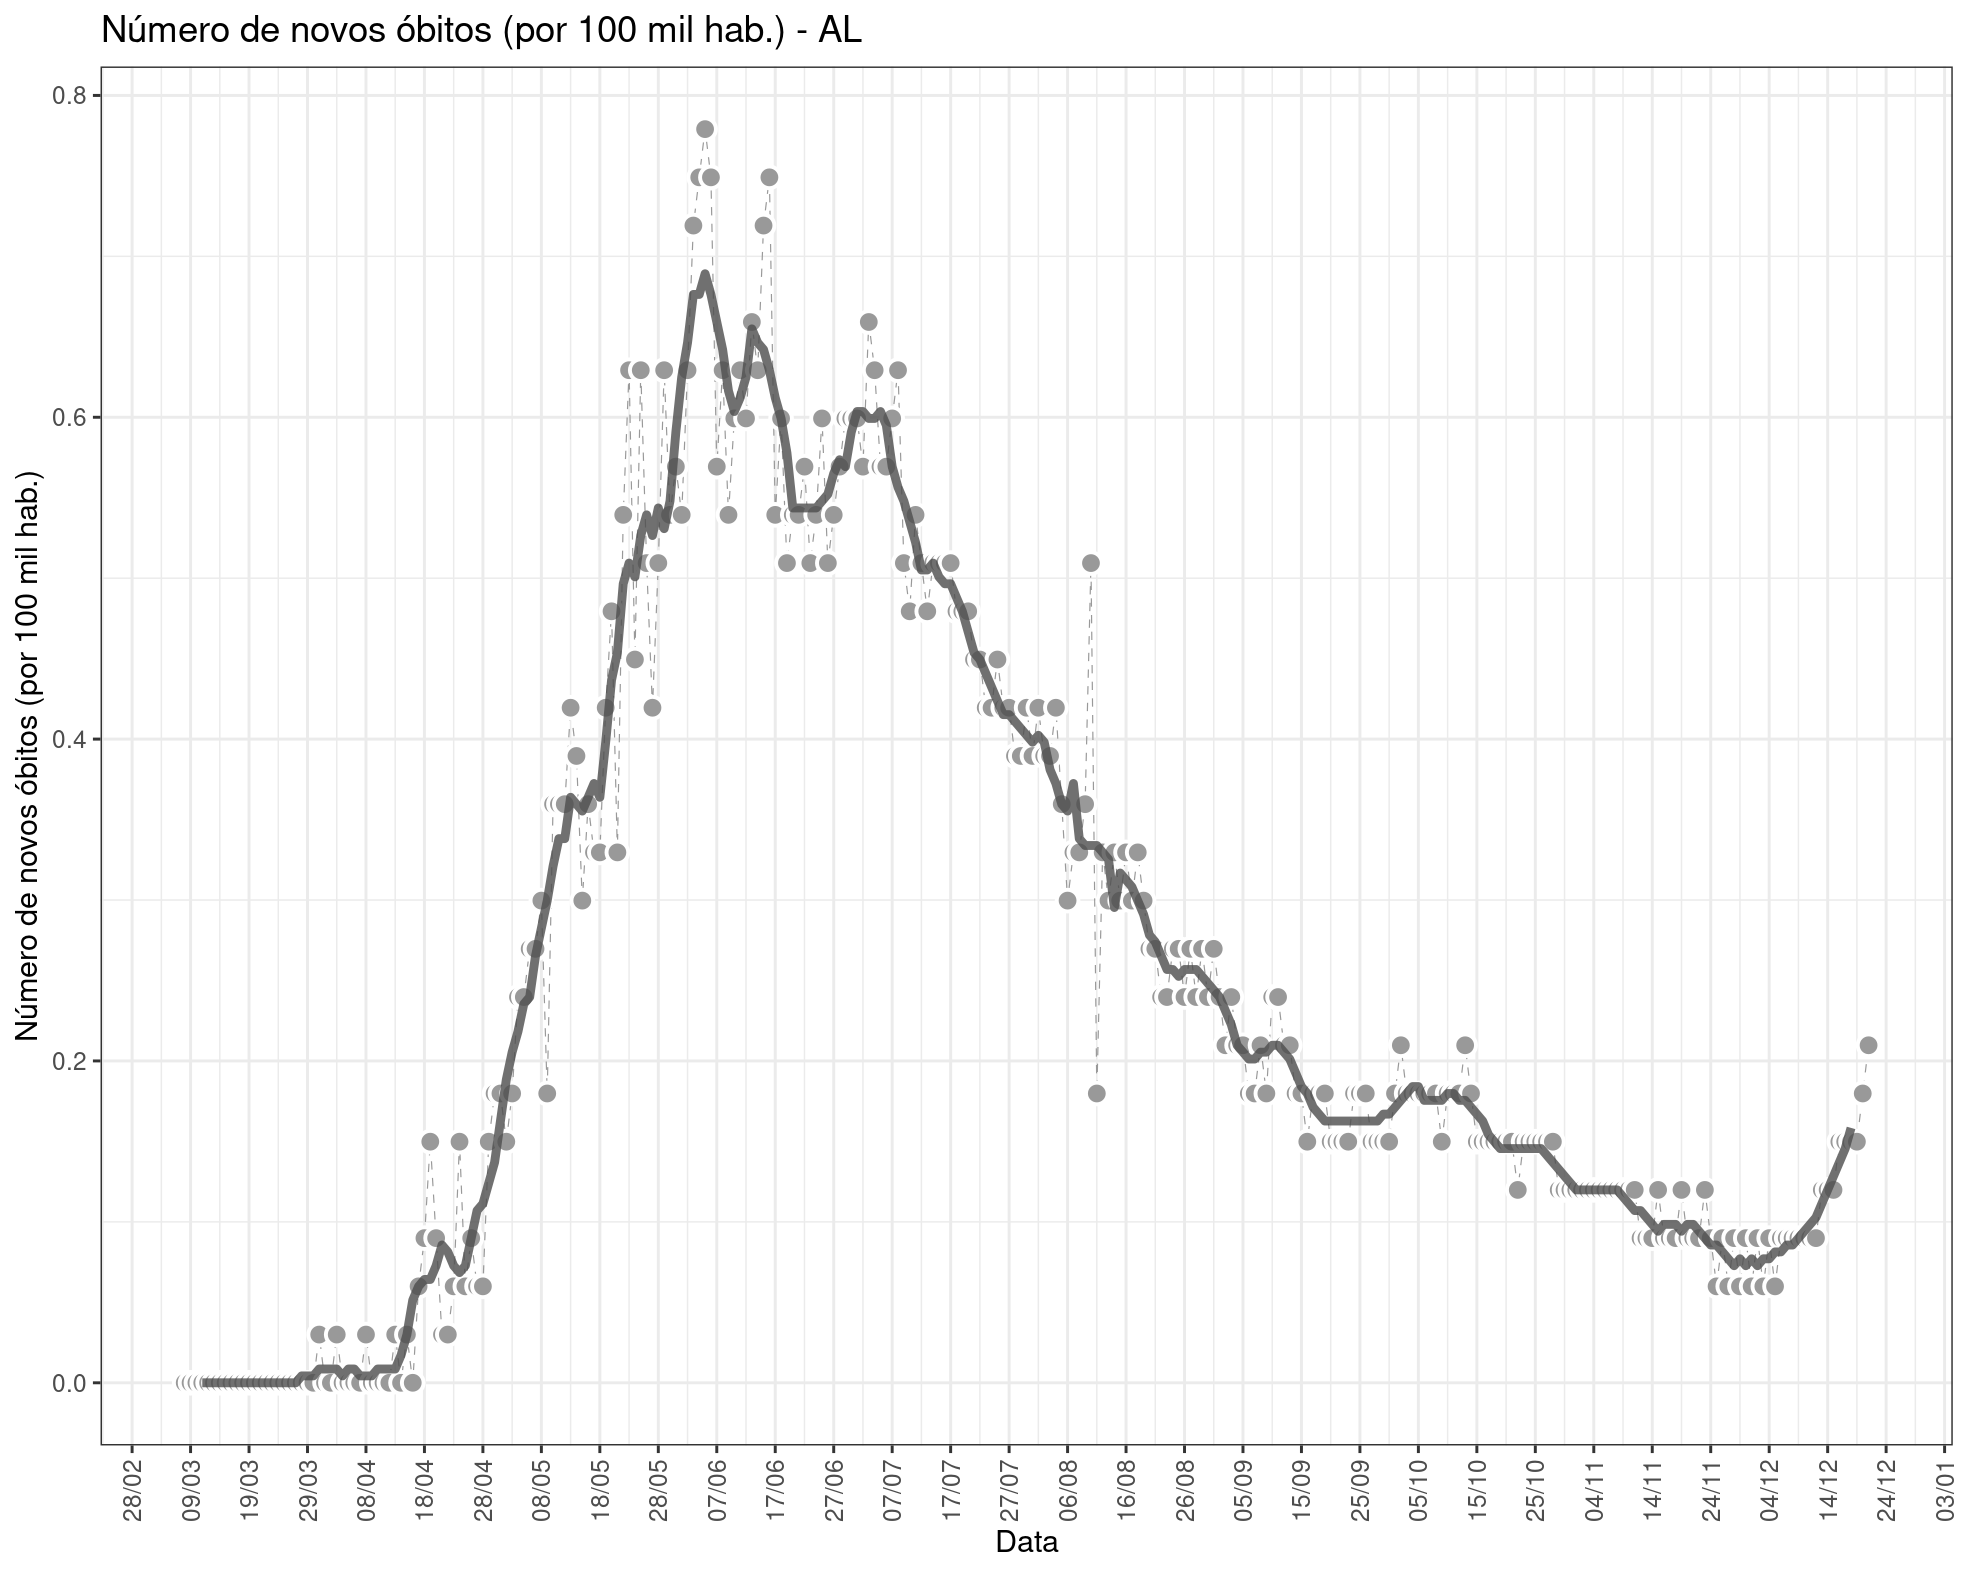 Número de novos óbitos (por 100 mil hab.) - AL
Número de novos óbitos (por 100 mil hab.)
0.8
0.6
0.4
0.2
0.0
28/02 09/03 19/03 29/03 08/04 18/04 28/04 08/05 18/05 28/05 07/06 17/06 27/06 07/07 17/07 27/07 06/08 16/08 26/08 05/09 15/09 25/09 05/10 15/10 25/10 04/11 14/11 24/11 04/12 14/12 24/12 03/01
Data